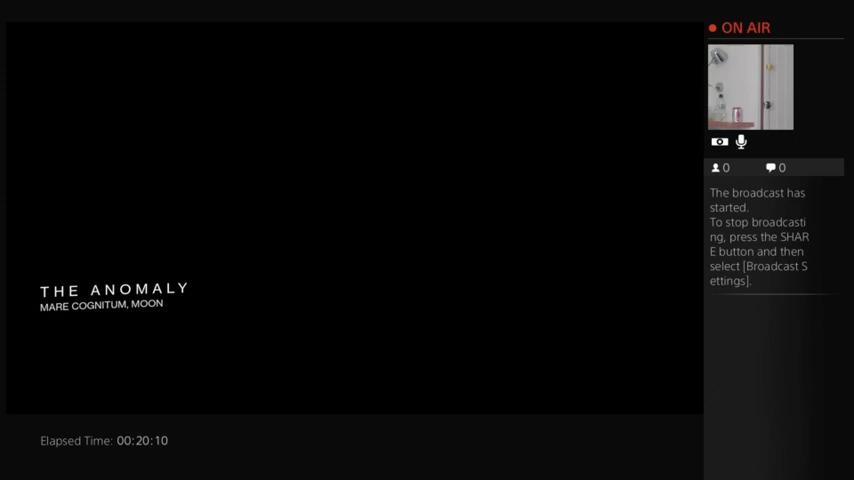 ON AIR
0 0
The broadcast has
started.
To stop broadcasti
ng, press the SHAR
E button and then
select [Broadcast S
ettings].
THE ANOMALY
MARE COGNITUM, MOON
Elapsed Time: 00:20:10